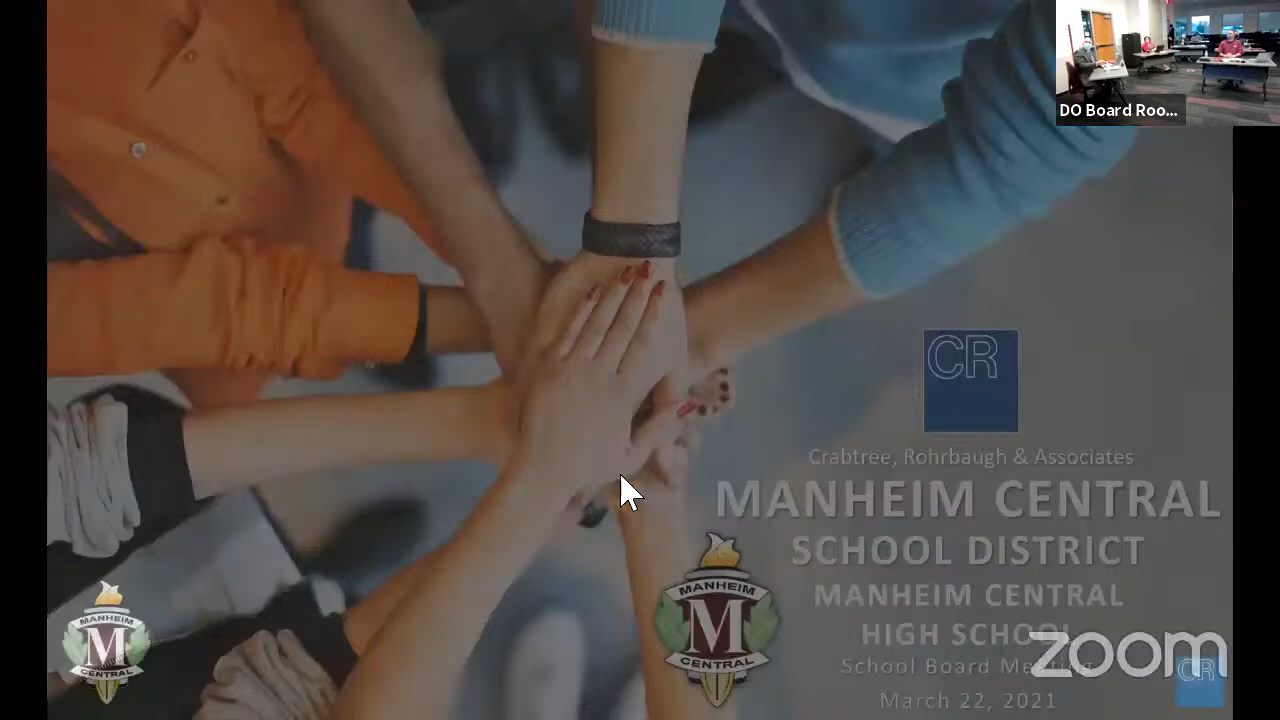 DO Board Roo...
CR
Crabtree, Rohrbaugh & Associates
MANHEIM CENTRAL
SCHOOL DISTRICT
MANHEIM CENTRAL
HIGH SCHOOL
School Board Meeting
March 22, 2021
MANHEIM
M
CENTRAL
MANHEIM
M
CENTRAL
zoom
CR